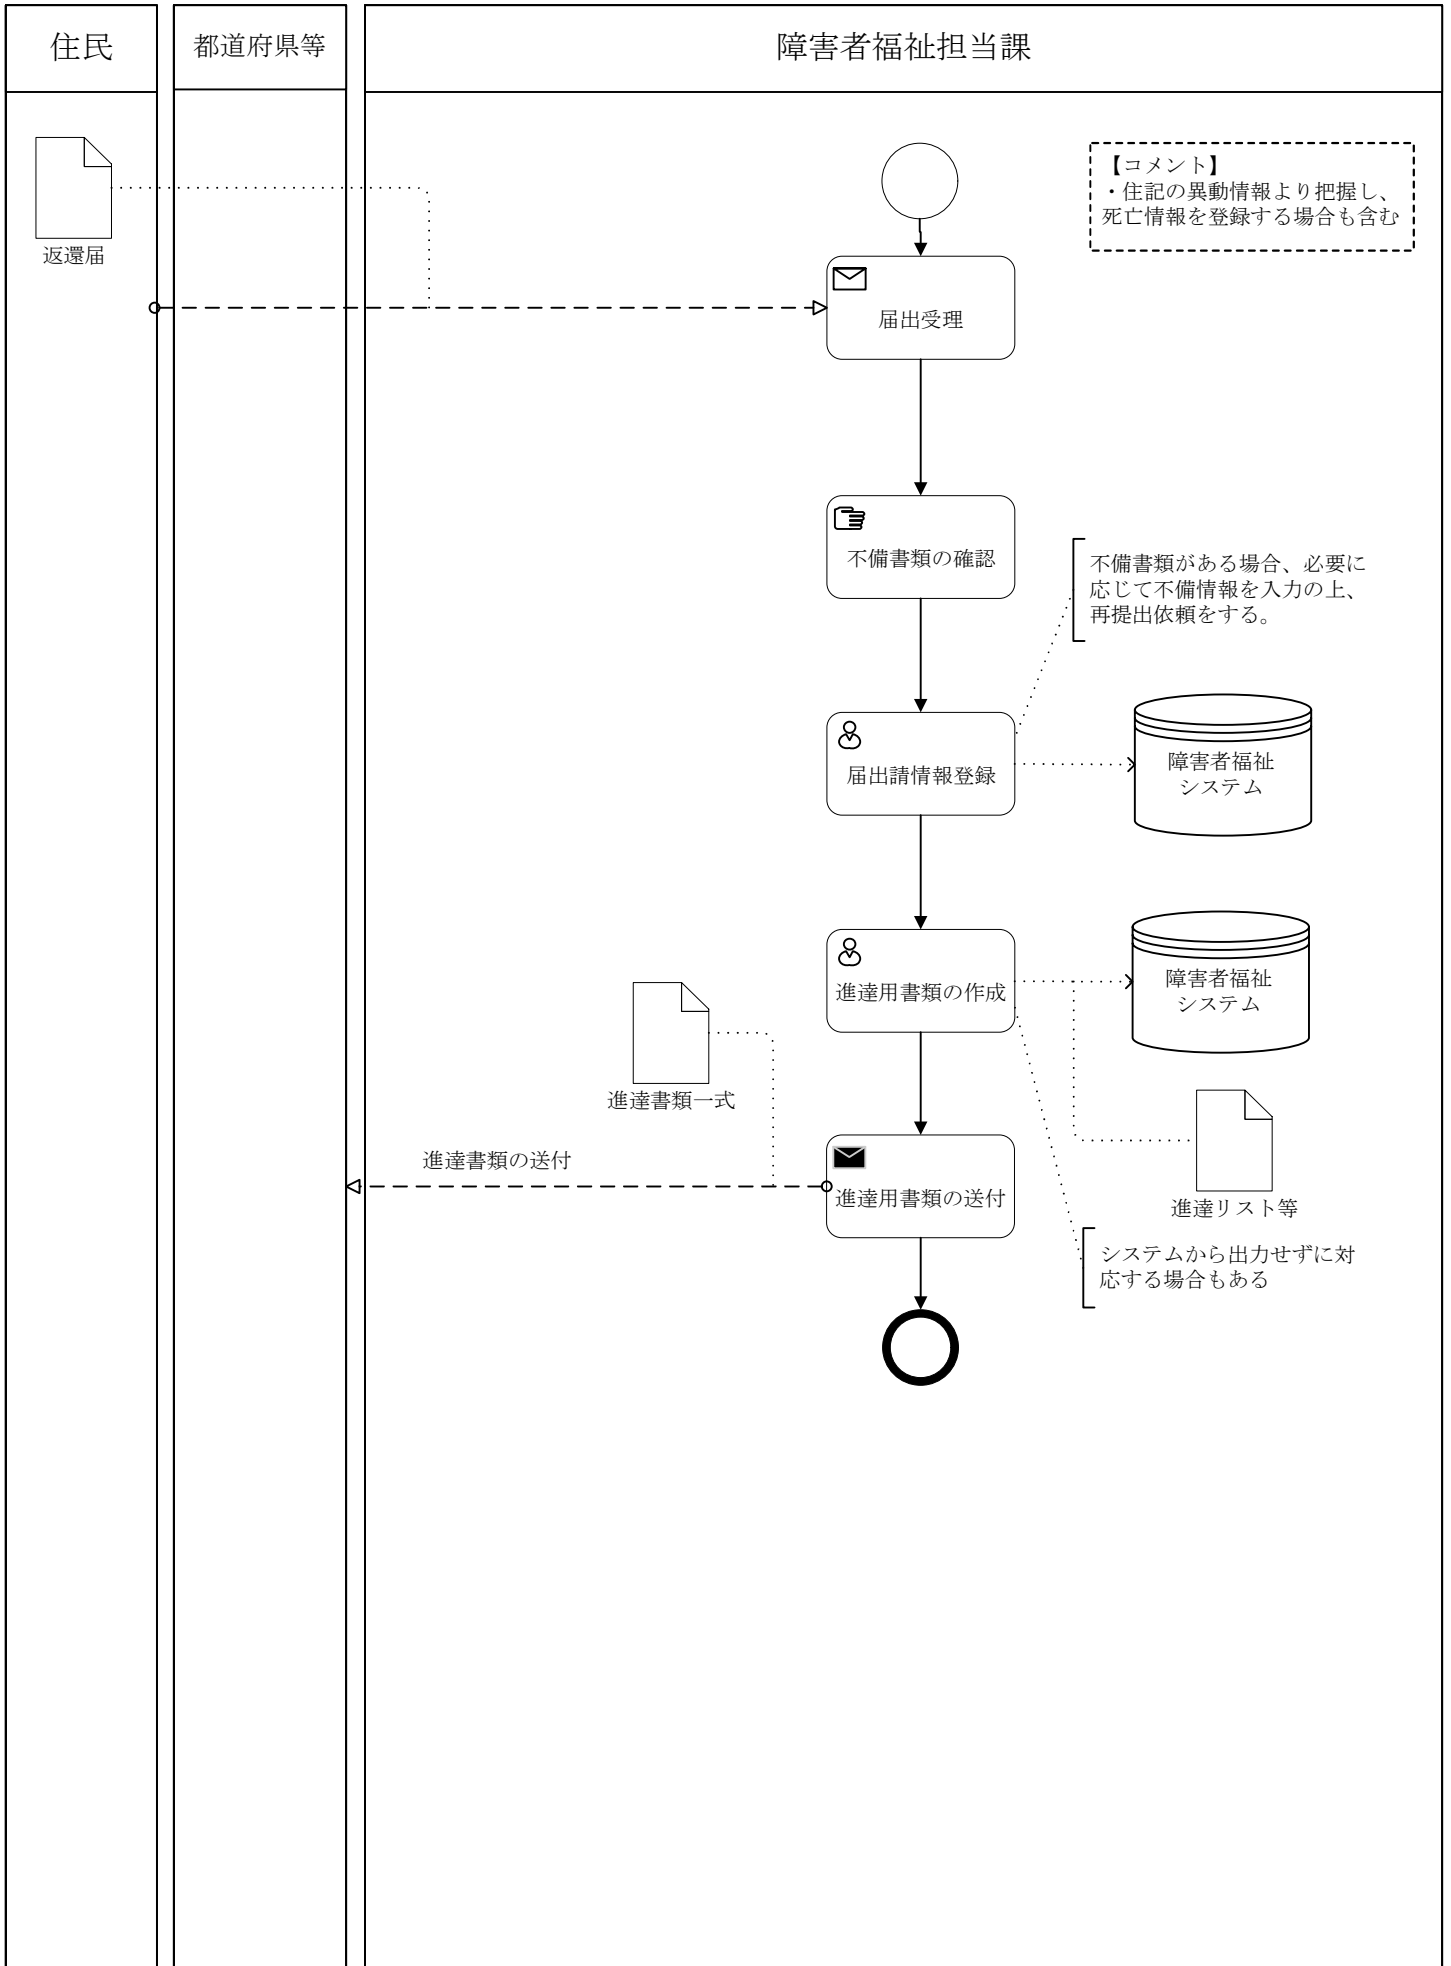 住民
都道府県等
障害者福祉担当課
返還届
【コメント】
・住記の異動情報より把握し、
死亡情報を登録する場合も含む
届出受理
不備書類の確認
不備書類がある場合、必要に
応じて不備情報を入力の上、
再提出依頼をする。
届出請情報登録
障害者福祉
システム
進達用書類の作成
障害者福祉
システム
進達書類一式
進達リスト等
進達書類の送付
進達用書類の送付
システムから出力せずに対
応する場合もある